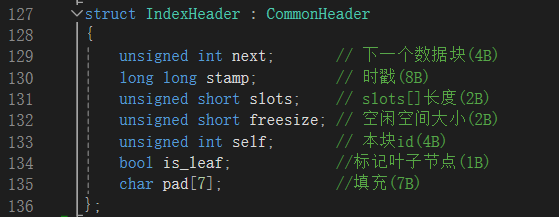 127 struct IndexHeader : CommonHeader
128 {
129 unsigned int next; // 下一个数据块(4B)
130 long long stamp; // 时戳(8B)
131 unsigned short slots; // slots[]长度(2B)
132 unsigned short freesize; // 空闲空间大小(2B)
133 unsigned int self; // 本块id(4B)
134 bool is_leaf; //标记叶子节点(1B)
135 char pad[7]; //填充(7B)
136 };